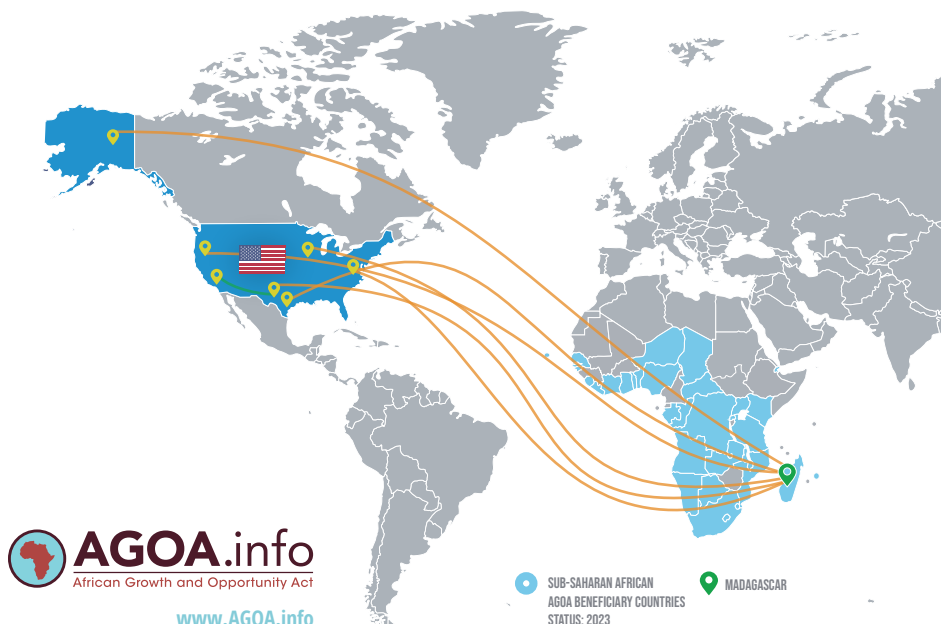 AGOA.info
African Growth and Opportunity Act
www.AGOA.info
SUB-SAHARAN AFRICAN
AGOA BENEFICIARY COUNTRIES
STATUS: 2023
MADAGASCAR